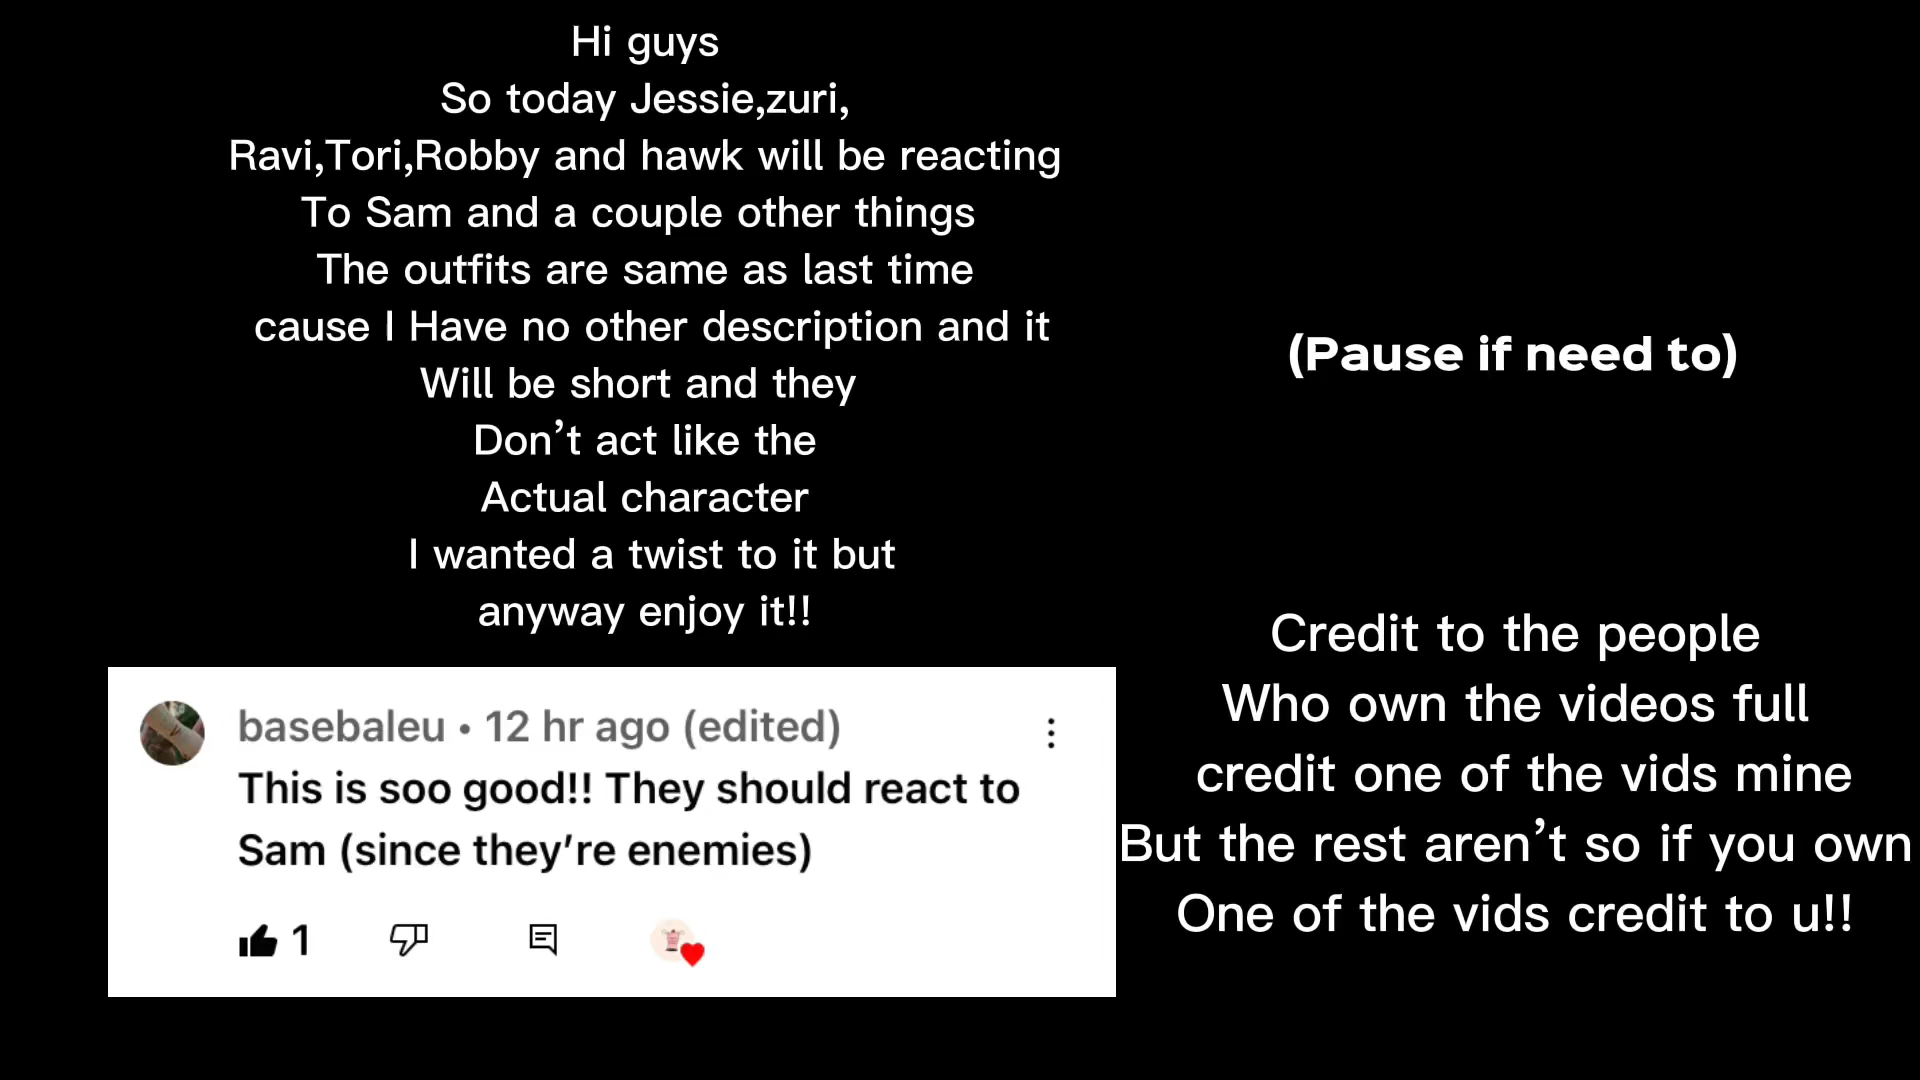 Hi guys
So today Jessie,zuri,
Ravi,Tori,Robby and hawk will be reacting
To Sam and a couple other things
The outfits are same as last time
cause I Have no other description and it
Will be short and they
Don’t act like the
Actual character
I wanted a twist to it but
anyway enjoy it!!
basebaleu • 12 hr ago (edited)
This is soo good!! They should react to
Sam (since they’re enemies)
1
(Pause if need to)
Credit to the people
Who own the videos full
credit one of the vids mine
But the rest aren’t so if you own
One of the vids credit to u!!